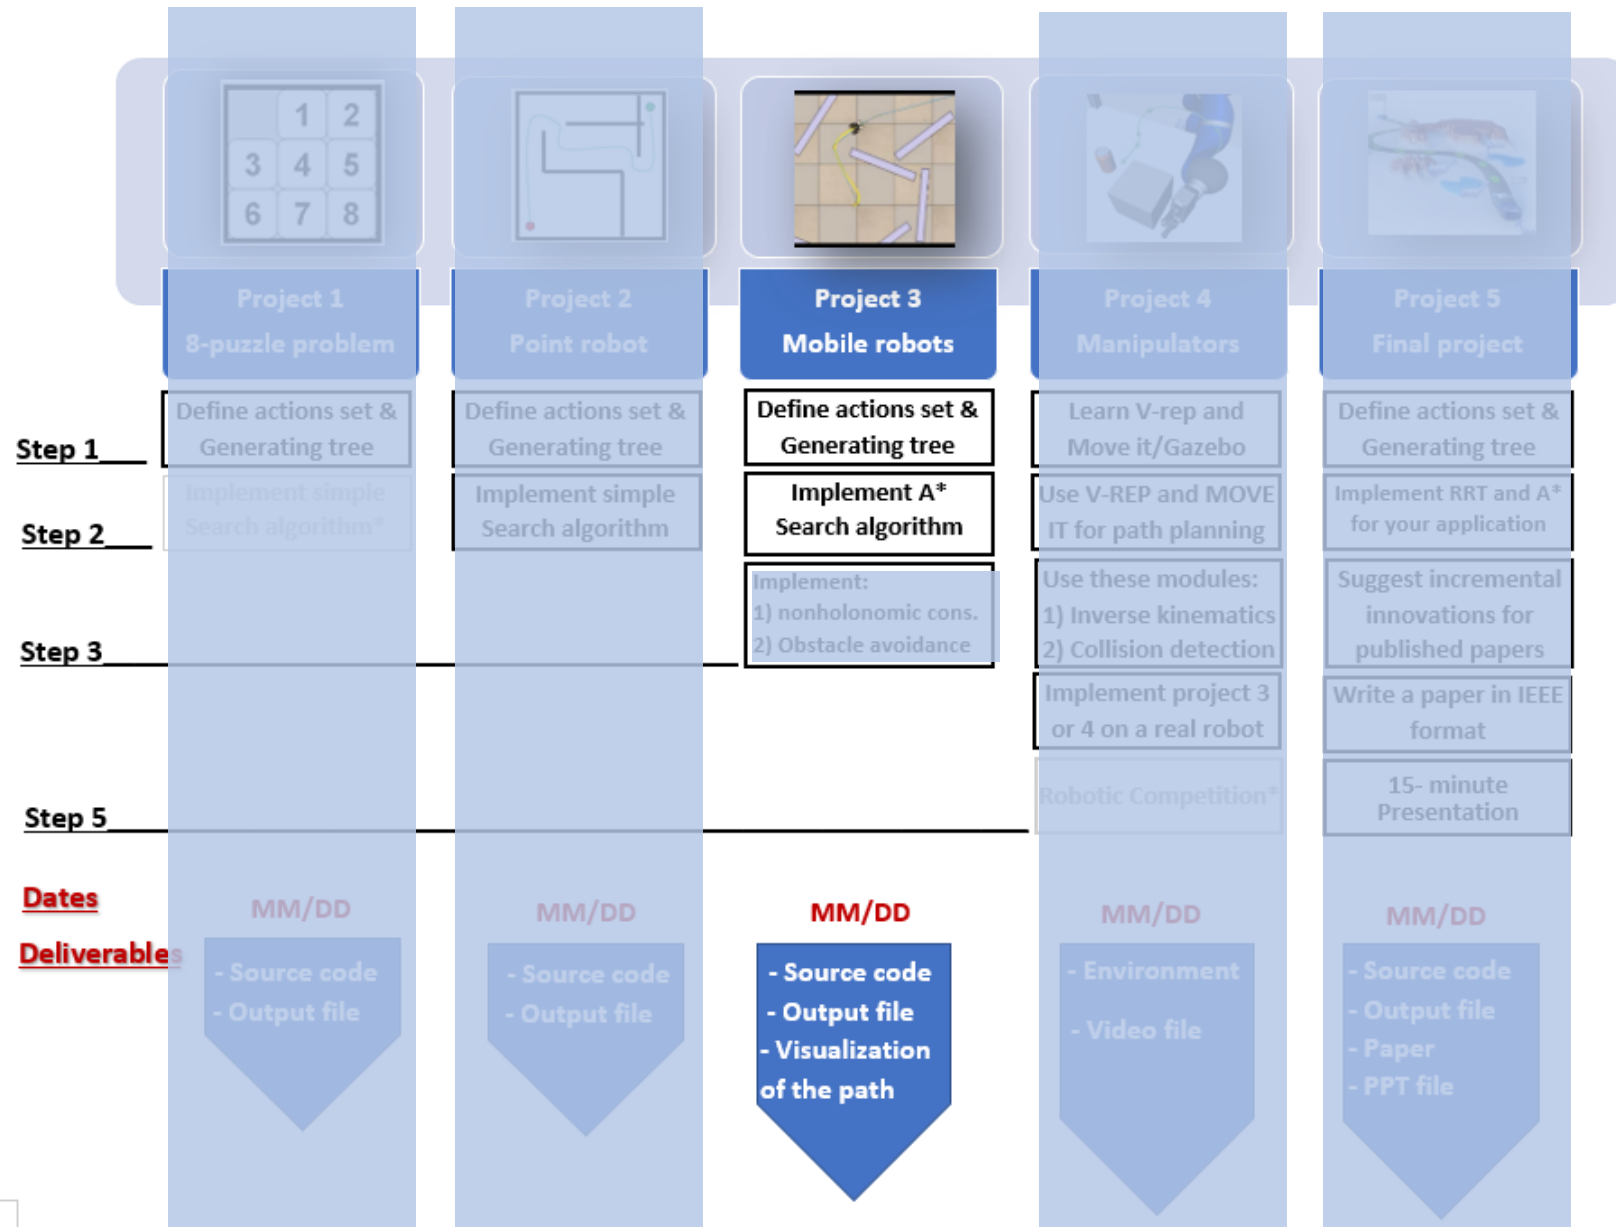 1 2
3 4 5
6 7 8
Project 1
8-puzzle problem
Project 2
Point robot
Project 3
Mobile robots
Project 4
Manipulators
Project 5
Final project
Step 1
Define actions set &
Generating tree
Define actions set &
Generating tree
Define actions set &
Generating tree
Learn V-rep and
Move it/Gazebo
Define actions set &
Generating tree
Step 2
Implement simple
Search algorithm*
Implement simple
Search algorithm
Implement A*
Search algorithm
Use V-REP and MOVE
IT for path planning
Implement RRT and A*
for your application
Step 3
Implement:
1) nonholonomic cons.
2) Obstacle avoidance
Use these modules:
1) Inverse kinematics
2) Collision detection
Suggest incremental
innovations for
published papers
Implement project 3
or 4 on a real robot
Write a paper in IEEE
format
Step 5
Robotic Competition*
15- minute
Presentation
Dates
MM/DD
MM/DD
MM/DD
MM/DD
MM/DD
Deliverables
- Source code
- Output file
- Source code
- Output file
- Source code
- Output file
- Visualization
of the path
- Environment
- Video file
- Source code
- Output file
- Paper
- PPT file